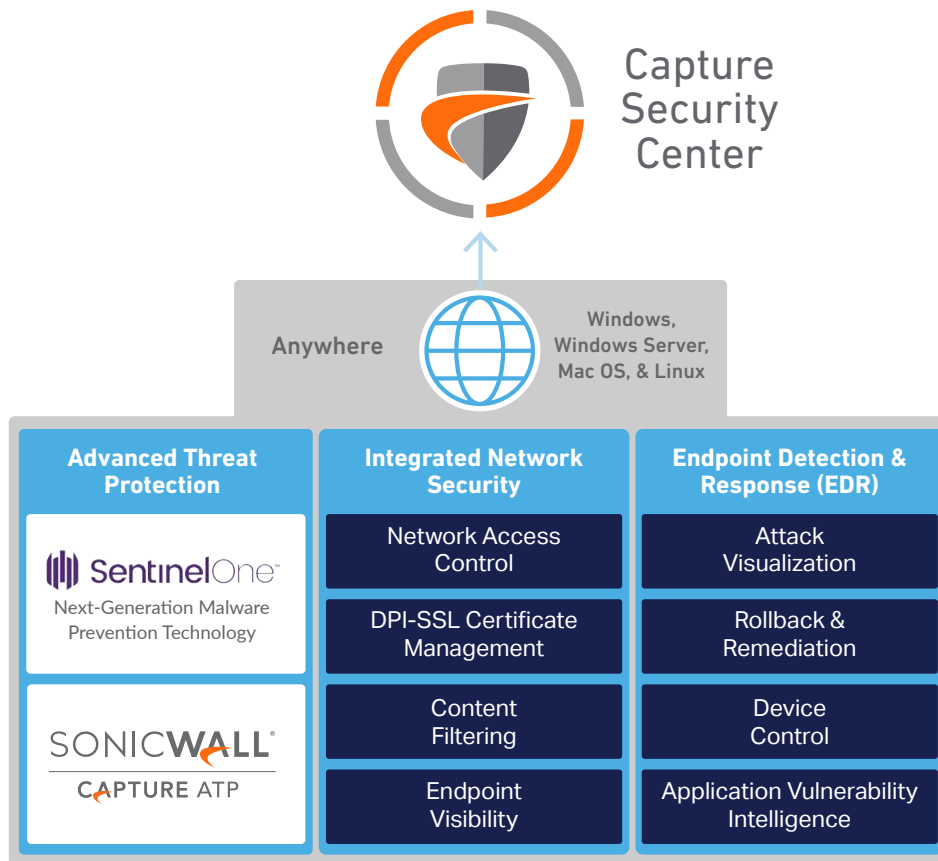 Capture
Security
Center
Anywhere
Windows,
Windows Server,
Mac OS, & Linux
Advanced Threat
Protection
SentinelOne™
Next-Generation Malware
Prevention Technology
SONICWALL®
CAPTURE ATP
Integrated Network
Security
Network Access
Control
DPI-SSL Certificate
Management
Content
Filtering
Endpoint
Visibility
Endpoint Detection &
Response (EDR)
Attack
Visualization
Rollback &
Remediation
Device
Control
Application Vulnerability
Intelligence